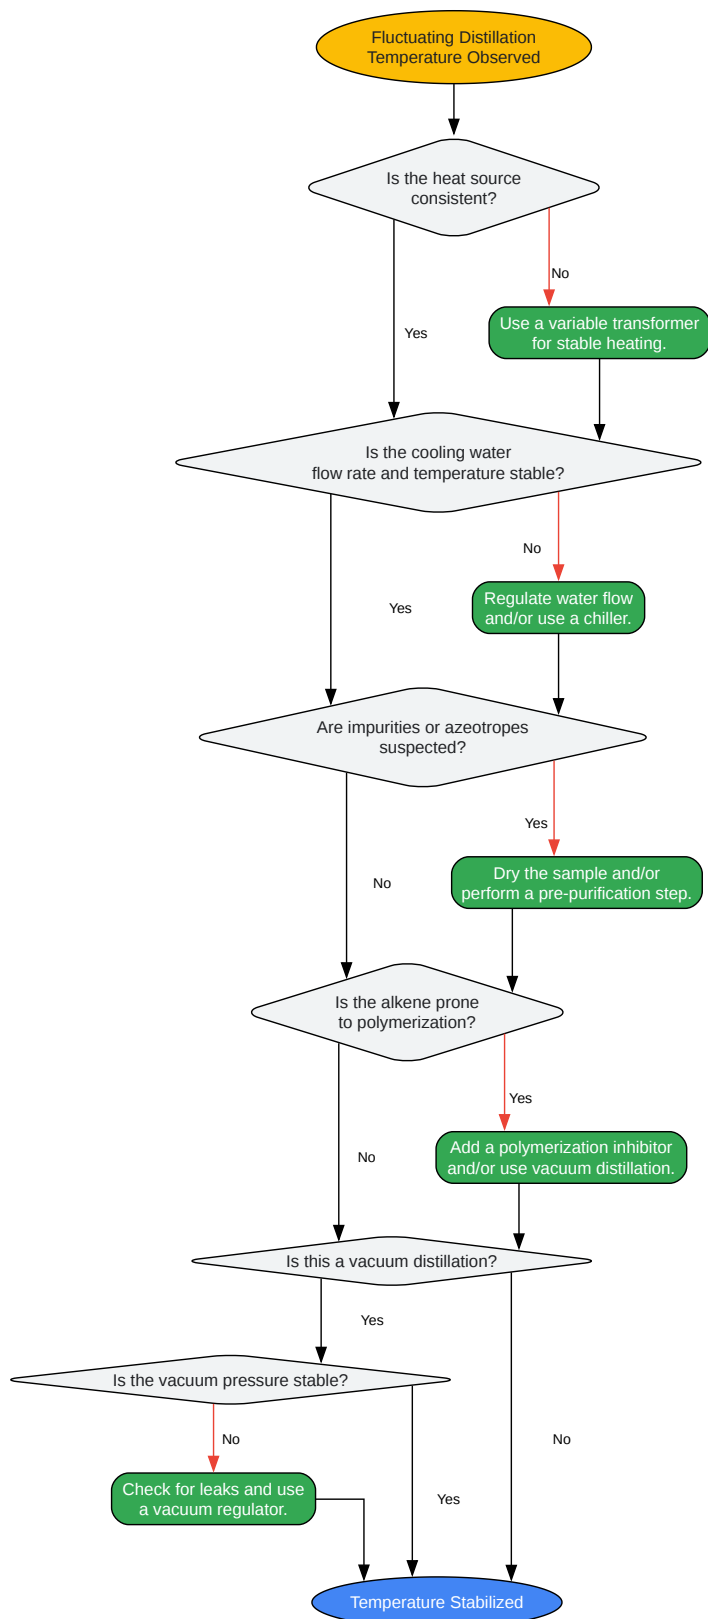 Fluctuating Distillation
Temperature Observed
Is the heat source
consistent?
No
Use a variable transformer
for stable heating.
Yes
Is the cooling water
flow rate and temperature stable?
No
Regulate water flow
and/or use a chiller.
Yes
Are impurities or azeotropes
suspected?
Yes
Dry the sample and/or
perform a pre-purification step.
No
Is the alkene prone
to polymerization?
Yes
Add a polymerization inhibitor
and/or use vacuum distillation.
No
Is this a vacuum distillation?
Yes
Is the vacuum pressure stable?
No
No
Check for leaks and use
a vacuum regulator.
Yes
Temperature Stabilized